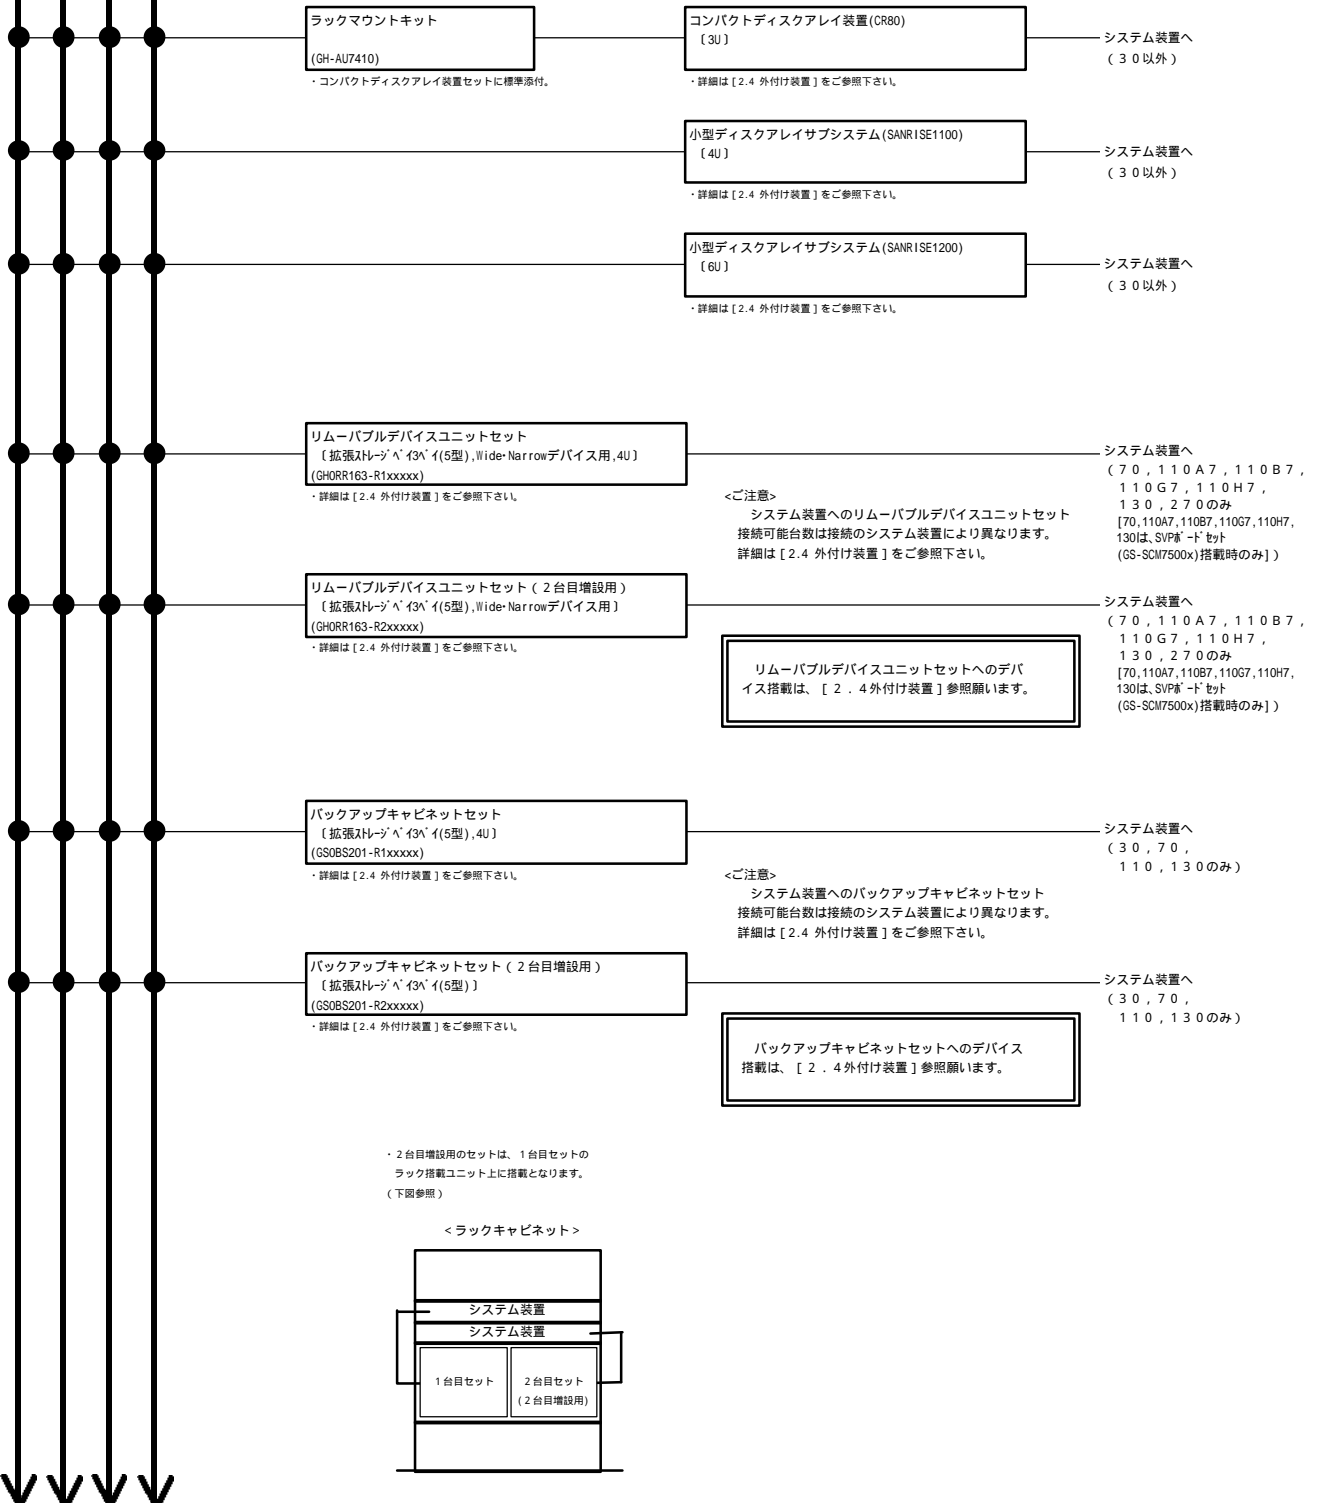 ラックマウントキット
(GH-AU7410)
・コンパクトディスクアレイ装置セットに標準添付。
コンパクトディスクアレイ装置(CR80)
〔3U〕
・詳細は[2.4 外付け装置]をご参照下さい。
システム装置へ
(30以外)
小型ディスクアレイサブシステム(SANRISE1100)
〔4U〕
・詳細は[2.4 外付け装置]をご参照下さい。
システム装置へ
(30以外)
小型ディスクアレイサブシステム(SANRISE1200)
〔6U〕
・詳細は[2.4 外付け装置]をご参照下さい。
システム装置へ
(30以外)
リムーバブルデバイスユニットセット
〔拡張ｽﾄﾚｰｼﾞﾍﾞｲ3ﾍﾞｲ(5型),Wide･Narrowデバイス用,4U〕
(GH0RR163-R1xxxxx)
・詳細は[2.4 外付け装置]をご参照下さい。
<ご注意>
システム装置へのリムーバブルデバイスユニットセット
接続可能台数は接続のシステム装置により異なります。
詳細は[2.4 外付け装置]をご参照下さい。
システム装置へ
(70,110A7,110B7,
110G7,110H7,
130,270のみ
[70,110A7,110B7,110G7,110H7,
130は､SVPﾎﾞｰﾄﾞｾｯﾄ
(GS-SCM7500x)搭載時のみ])
リムーバブルデバイスユニットセット(2台目増設用)
〔拡張ｽﾄﾚｰｼﾞﾍﾞｲ3ﾍﾞｲ(5型),Wide･Narrowデバイス用〕
(GH0RR163-R2xxxxx)
・詳細は[2.4 外付け装置]をご参照下さい。
リムーバブルデバイスユニットセットへのデバ
イス搭載は、[2.4外付け装置]参照願います。
システム装置へ
(70,110A7,110B7,
110G7,110H7,
130,270のみ
[70,110A7,110B7,110G7,110H7,
130は､SVPﾎﾞｰﾄﾞｾｯﾄ
(GS-SCM7500x)搭載時のみ])
バックアップキャビネットセット
〔拡張ｽﾄﾚｰｼﾞﾍﾞｲ3ﾍﾞｲ(5型),4U〕
(GS0BS201-R1xxxxx)
・詳細は[2.4 外付け装置]をご参照下さい。
<ご注意>
システム装置へのバックアップキャビネットセット
接続可能台数は接続のシステム装置により異なります。
詳細は[2.4 外付け装置]をご参照下さい。
システム装置へ
(30,70,
110,130のみ)
バックアップキャビネットセット(2台目増設用)
〔拡張ｽﾄﾚｰｼﾞﾍﾞｲ3ﾍﾞｲ(5型)〕
(GS0BS201-R2xxxxx)
・詳細は[2.4 外付け装置]をご参照下さい。
バックアップキャビネットセットへのデバイス
搭載は、[2.4外付け装置]参照願います。
システム装置へ
(30,70,
110,130のみ)
・2台目増設用のセットは、1台目セットの
ラック搭載ユニット上に搭載となります。
(下図参照)
<ラックキャビネット>
システム装置
システム装置
1台目セット
2台目セット
(2台目増設用)